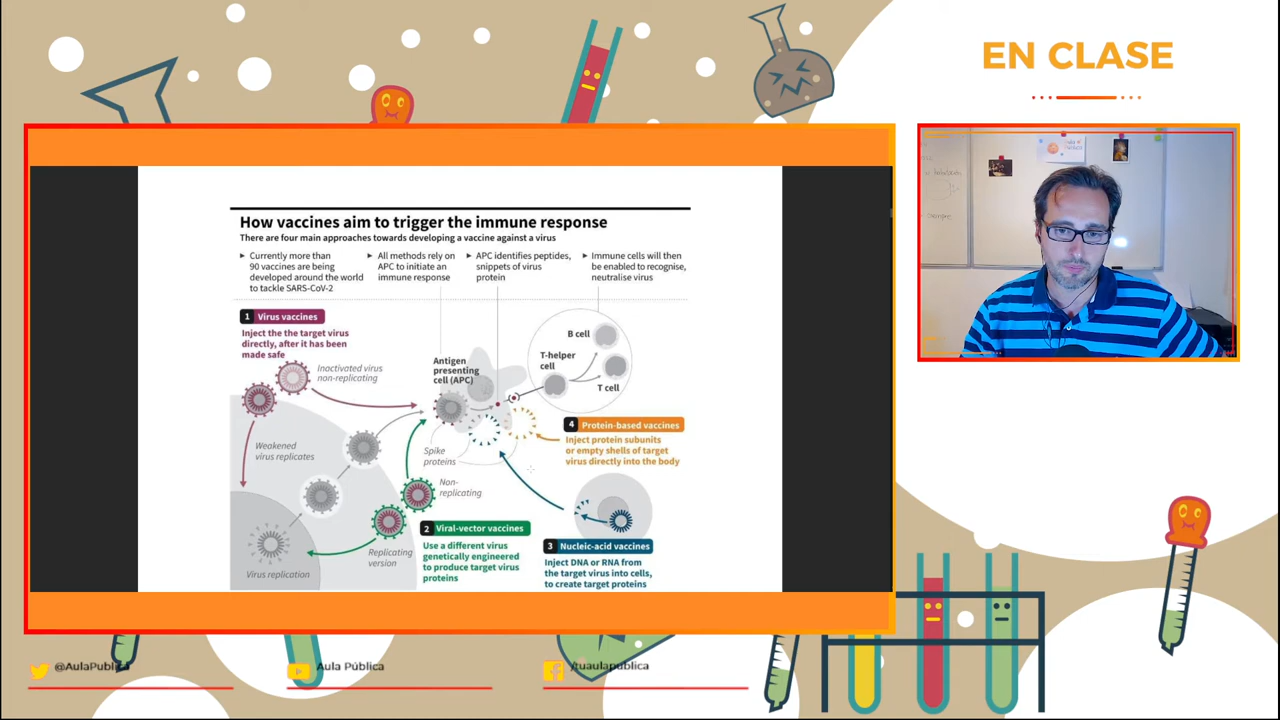 EN CLASE
How vaccines aim to trigger the immune response
There are four main approaches towards developing a vaccine against a virus
Currently more than
90 vaccines are being
developed around the world
to tackle SARS-CoV-2
All methods rely on
APC to initiate an
immune response
APC identifies peptides,
snippets of virus
protein
Immune cells will then
be enabled to recognise,
neutralise virus
1 Virus vaccines
Inject the the target virus
directly, after it has been
made safe
Inactivated virus
non-replicating
Antigen
presenting
cell (APC)
B cell
T-helper
cell
T cell
4 Protein-based vaccines
Inject protein subunits
or empty shells of target
virus directly into the body
Weakened
virus replicates
Spike
proteins
Non-
replicating
2 Viral-vector vaccines
Use a different virus
genetically engineered
to produce target virus
proteins
Replicating
version
Virus replication
3 Nucleic-acid vaccines
Inject DNA or RNA from
the target virus into cells,
to create target proteins
@AulaPublica
Aula Pública
/tuaulapublica